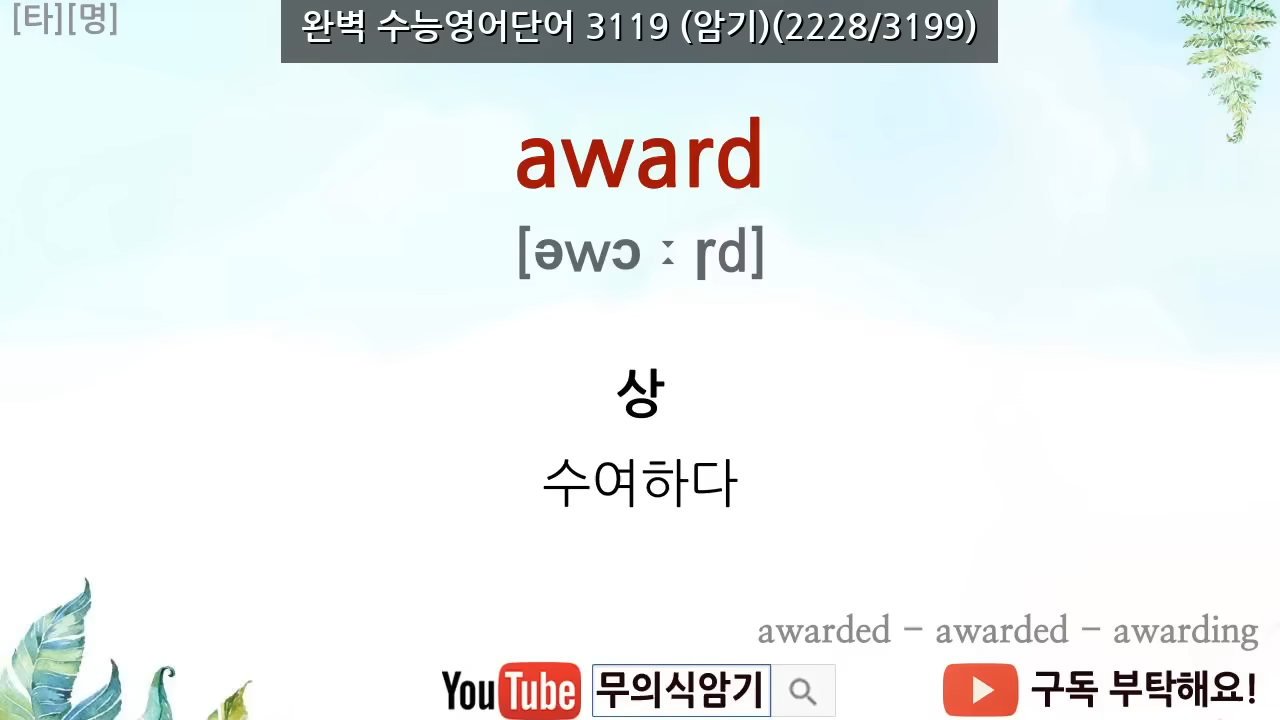 [타][명]
완벽 수능영어단어 3119 (암기)(2228/3199)
award
[əwɔːrd]
상
수여하다
awarded - awarded - awarding
YouTube 무의식암기
구독 부탁해요!